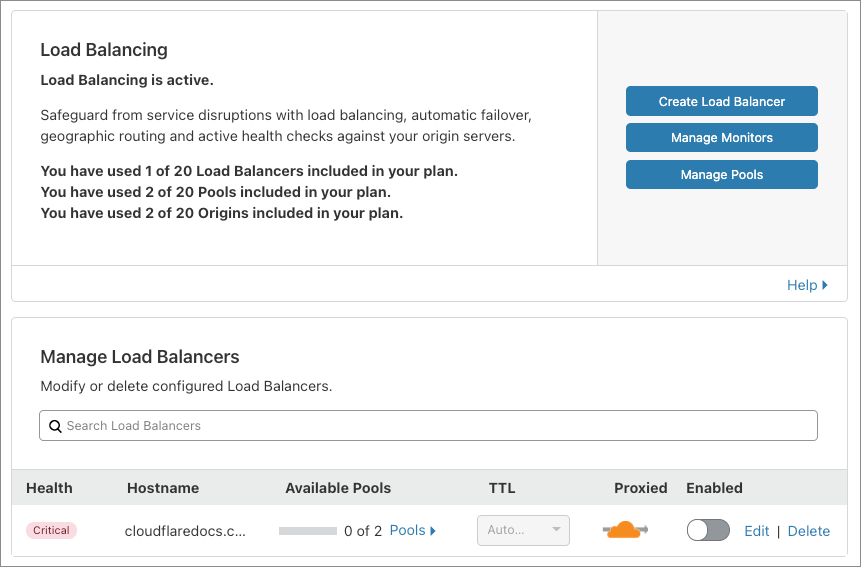 Load Balancing
Load Balancing is active.
Safeguard from service disruptions with load balancing, automatic failover,
geographic routing and active health checks against your origin servers.
You have used 1 of 20 Load Balancers included in your plan.
You have used 2 of 20 Pools included in your plan.
You have used 2 of 20 Origins included in your plan.
Create Load Balancer
Manage Monitors
Manage Pools
Help
Manage Load Balancers
Modify or delete configured Load Balancers.
Search Load Balancers
Health Hostname Available Pools TTL Proxied Enabled
Critical cloudflaredocs.c... 0 of 2 Pools Auto... Edit | Delete